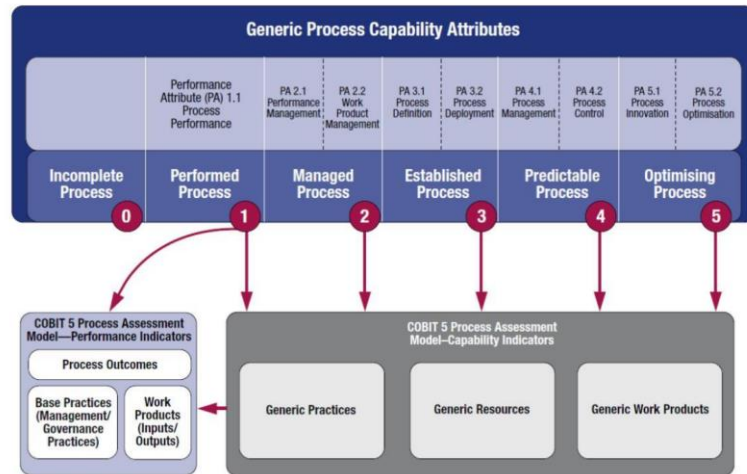 Generic Process Capability Attributes
Performance
Attribute (PA) 1.1
Process
Performance
PA 2.1
Performance
Management
PA 2.2
Work
Product
Management
PA 3.1
Process
Definition
PA 3.2
Process
Deployment
PA 4.1
Process
Management
PA 4.2
Process
Control
PA 5.1
Process
Innovation
PA 5.2
Process
Optimisation
Incomplete
Process
0
Performed
Process
1
Managed
Process
2
Established
Process
3
Predictable
Process
4
Optimising
Process
5
COBIT 5 Process Assessment
Model—Performance Indicators
Process Outcomes
Base Practices
(Management/
Governance
Practices)
Work
Products
(Inputs/
Outputs)
COBIT 5 Process Assessment
Model–Capability Indicators
Generic Practices
Generic Resources
Generic Work Products